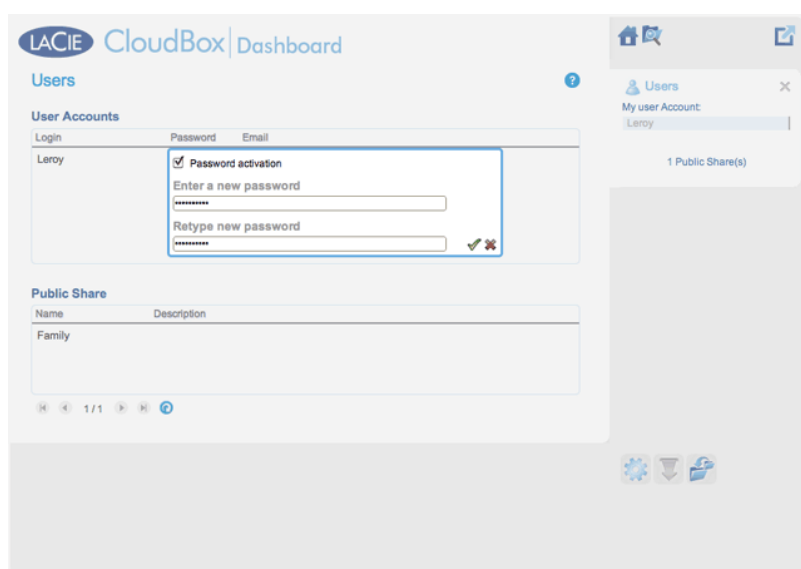 LACIE CloudBox Dashboard
Users
User Accounts
Login Password Email
Leroy
Password activation
Enter a new password
••••••••••
Retype new password
••••••••••
Public Share
Name Description
Family
1 / 1
Users
My user Account:
Leroy
1 Public Share(s)